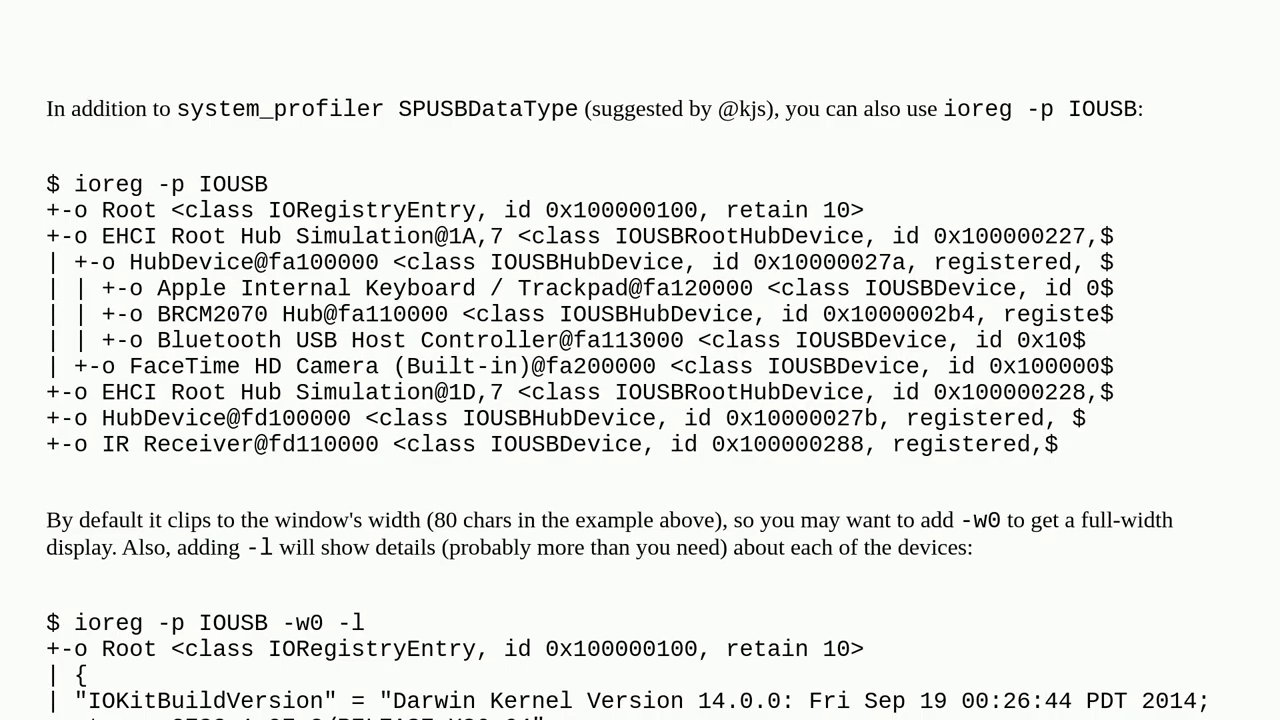 In addition to system_profiler SPUSBDataType (suggested by @kjs), you can also use ioreg -p IOUSB:
$ ioreg -p IOUSB
+-o Root <class IORegistryEntry, id 0x100000100, retain 10>
+-o EHCI Root Hub Simulation@1A,7 <class IOUSBRootHubDevice, id 0x100000227,$
| +-o HubDevice@fa100000 <class IOUSBHubDevice, id 0x10000027a, registered, $
| | +-o Apple Internal Keyboard / Trackpad@fa120000 <class IOUSBDevice, id 0$
| | +-o BRCM2070 Hub@fa110000 <class IOUSBHubDevice, id 0x1000002b4, registe$
| | +-o Bluetooth USB Host Controller@fa113000 <class IOUSBDevice, id 0x10$
| +-o FaceTime HD Camera (Built-in)@fa200000 <class IOUSBDevice, id 0x100000$
+-o EHCI Root Hub Simulation@1D,7 <class IOUSBRootHubDevice, id 0x100000228,$
+-o HubDevice@fd100000 <class IOUSBHubDevice, id 0x10000027b, registered, $
+-o IR Receiver@fd110000 <class IOUSBDevice, id 0x100000288, registered,$
By default it clips to the window's width (80 chars in the example above), so you may want to add -w0 to get a full-width
display. Also, adding -l will show details (probably more than you need) about each of the devices:
$ ioreg -p IOUSB -w0 -l
+-o Root <class IORegistryEntry, id 0x100000100, retain 10>
| {
| "IOKitBuildVersion" = "Darwin Kernel Version 14.0.0: Fri Sep 19 00:26:44 PDT 2014;